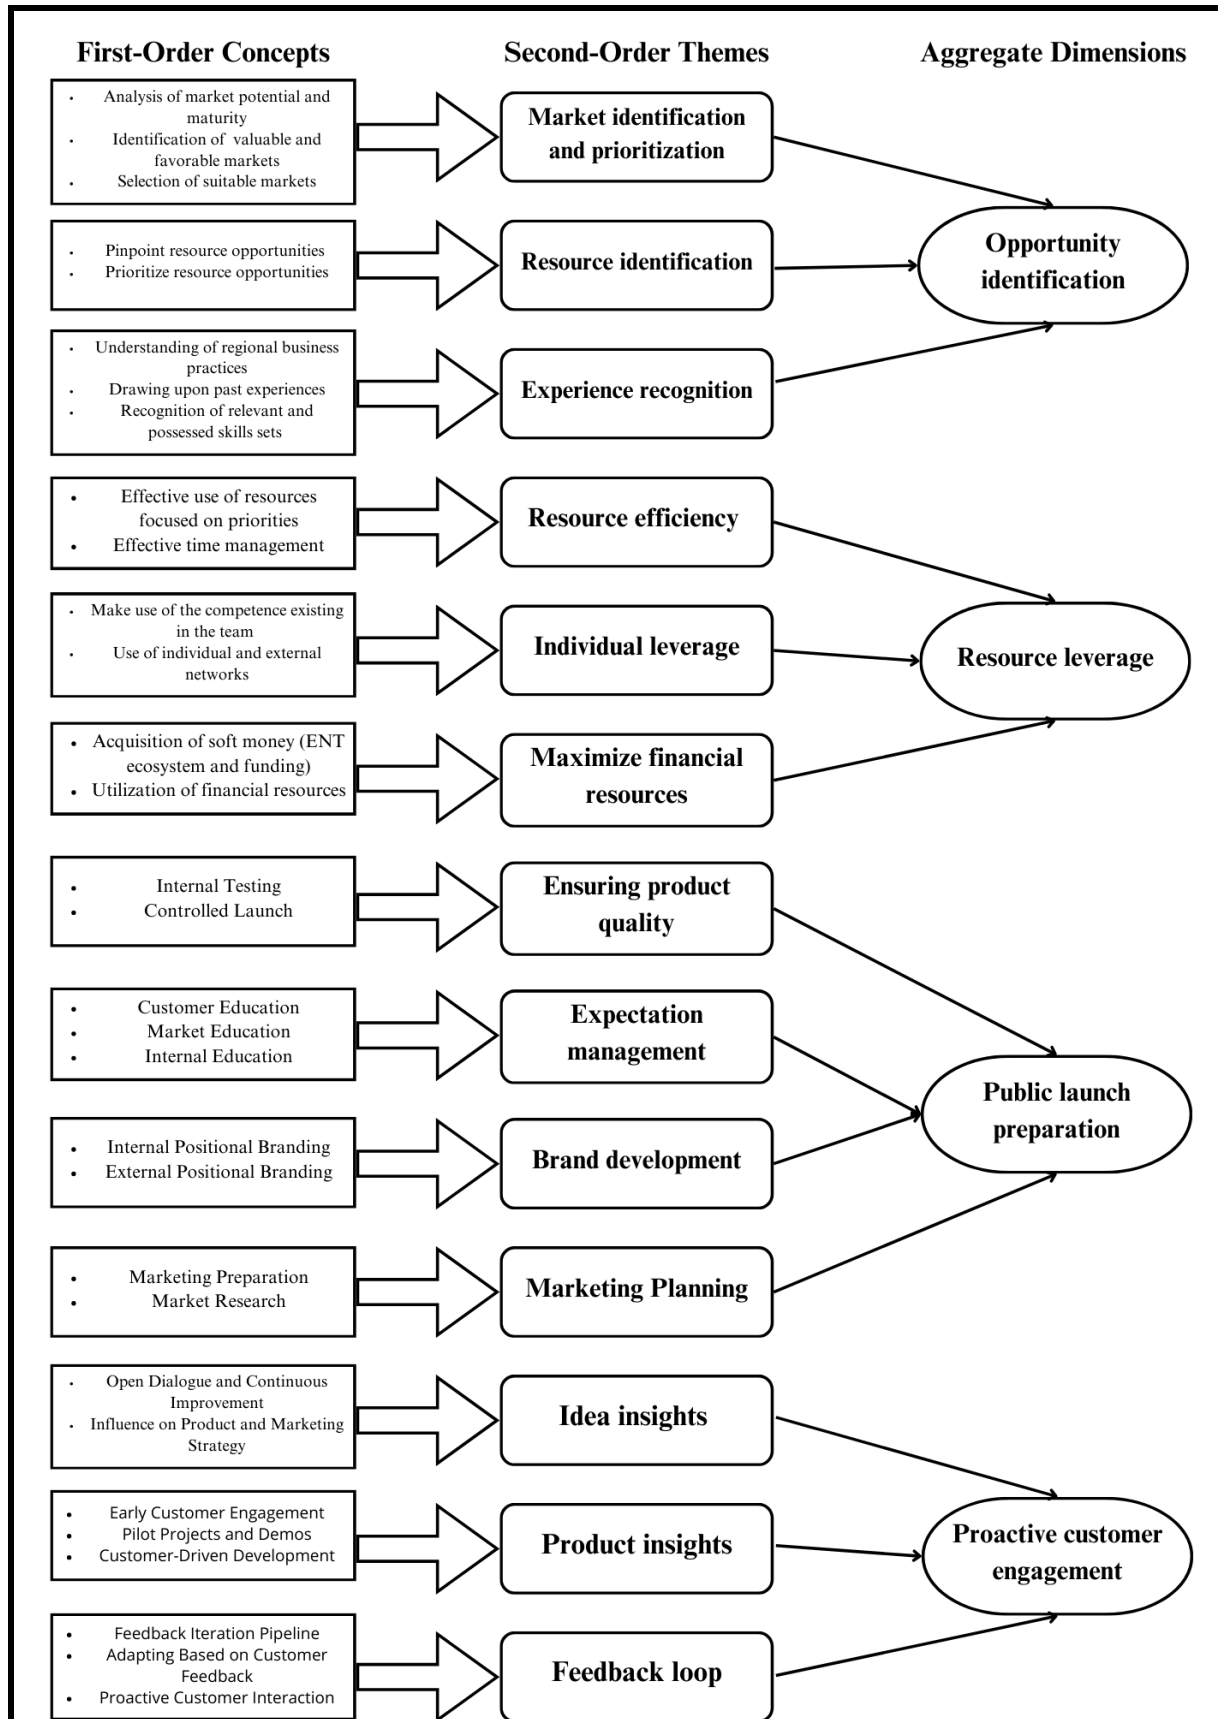 First-Order Concepts
Second-Order Themes
Aggregate Dimensions
• Analysis of market potential and
maturity
• Identification of valuable and
favorable markets
• Selection of suitable markets
Market identification
and prioritization
• Pinpoint resource opportunities
• Prioritize resource opportunities
Resource identification
Opportunity
identification
• Understanding of regional business
practices
• Drawing upon past experiences
• Recognition of relevant and
possessed skills sets
Experience recognition
• Effective use of resources
focused on priorities
• Effective time management
Resource efficiency
• Make use of the competence existing
in the team
• Use of individual and external
networks
Individual leverage
Resource leverage
• Acquisition of soft money (ENT
ecosystem and funding)
• Utilization of financial resources
Maximize financial
resources
• Internal Testing
• Controlled Launch
Ensuring product
quality
• Customer Education
• Market Education
• Internal Education
Expectation
management
Public launch
preparation
• Internal Positional Branding
• External Positional Branding
Brand development
• Marketing Preparation
• Market Research
Marketing Planning
• Open Dialogue and Continuous
Improvement
• Influence on Product and Marketing
Strategy
Idea insights
• Early Customer Engagement
• Pilot Projects and Demos
• Customer-Driven Development
Product insights
Proactive customer
engagement
• Feedback Iteration Pipeline
• Adapting Based on Customer
Feedback
• Proactive Customer Interaction
Feedback loop